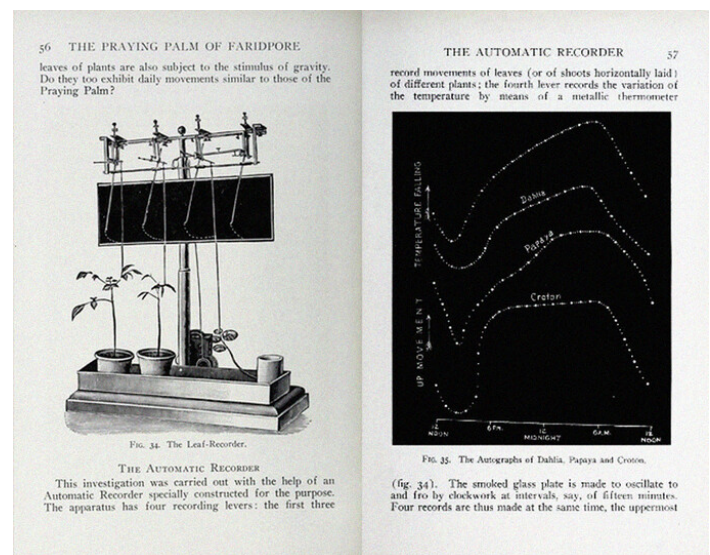 56 THE PRAYING PALM OF FARIDPORE
leaves of plants are also subject to the stimulus of gravity.
Do they too exhibit daily movements similar to those of the
Praying Palm?
FIG. 34. The Leaf-Recorder.
THE AUTOMATIC RECORDER
This investigation was carried out with the help of an
Automatic Recorder specially constructed for the purpose.
The apparatus has four recording levers: the first three
THE AUTOMATIC RECORDER 57
record movements of leaves (or of shoots horizontally laid)
of different plants; the fourth lever records the variation of
the temperature by means of a metallic thermometer
TEMPERATURE FALLING
UP MOVEMENT
Dahlia
Papaya
Croton
12 NOON
6 P.M.
12 MIDNIGHT
6 A.M.
12 NOON
FIG. 35. The Autographs of Dahlia, Papaya and Croton.
(fig. 34). The smoked glass plate is made to oscillate to
and fro by clockwork at intervals, say, of fifteen minutes.
Four records are thus made at the same time, the uppermost